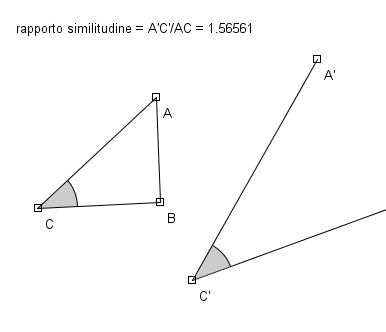 rapporto similitudine = A'C'/AC = 1.56561
A'
A
B
C
C'